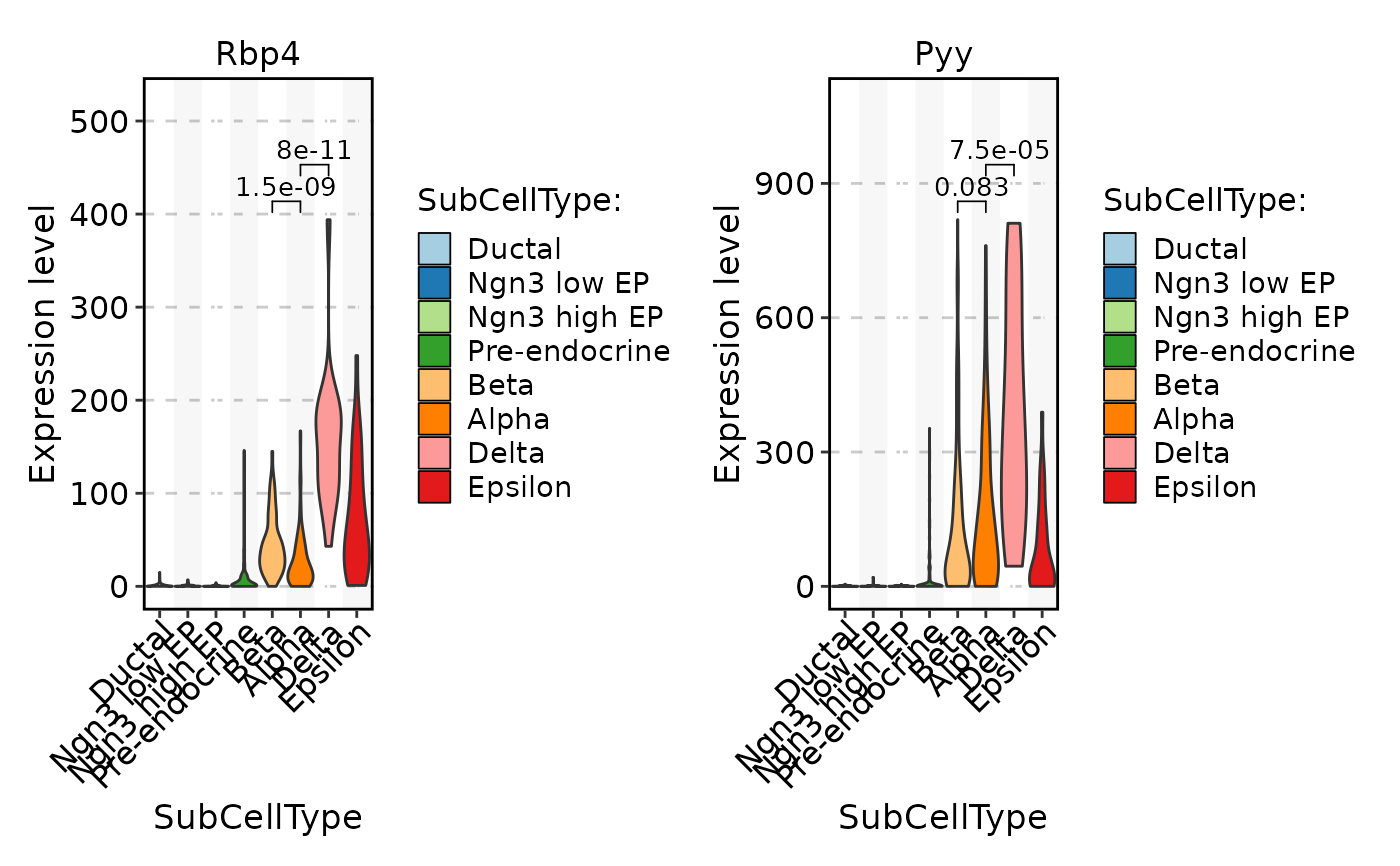 Rbp4
Expression level
500
400
300
200
100
0
8e-11
1.5e-09
Ductal
Ngn3 low EP
Ngn3 high EP
Pre-endocrine
Beta
Alpha
Delta
Epsilon
SubCellType
SubCellType:
Ductal
Ngn3 low EP
Ngn3 high EP
Pre-endocrine
Beta
Alpha
Delta
Epsilon
Pyy
Expression level
900
600
300
0
7.5e-05
0.083
Ductal
Ngn3 low EP
Ngn3 high EP
Pre-endocrine
Beta
Alpha
Delta
Epsilon
SubCellType
SubCellType:
Ductal
Ngn3 low EP
Ngn3 high EP
Pre-endocrine
Beta
Alpha
Delta
Epsilon